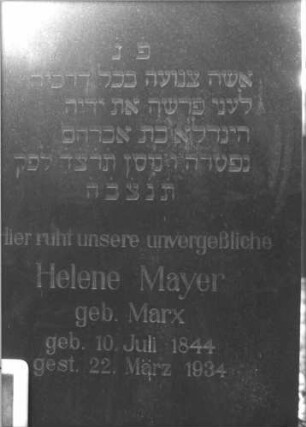 פ נ
אשה צנועה בכל דרכיה
לעני פרשה את ידיה
הינדלא בת אברהם
נפטרה ו ניסן תרצד לפק
ת נ צ ב ה
Hier ruht unsere unvergeßliche
Helene Mayer
geb. Marx
geb. 10. Juli 1844
gest. 22. März 1934